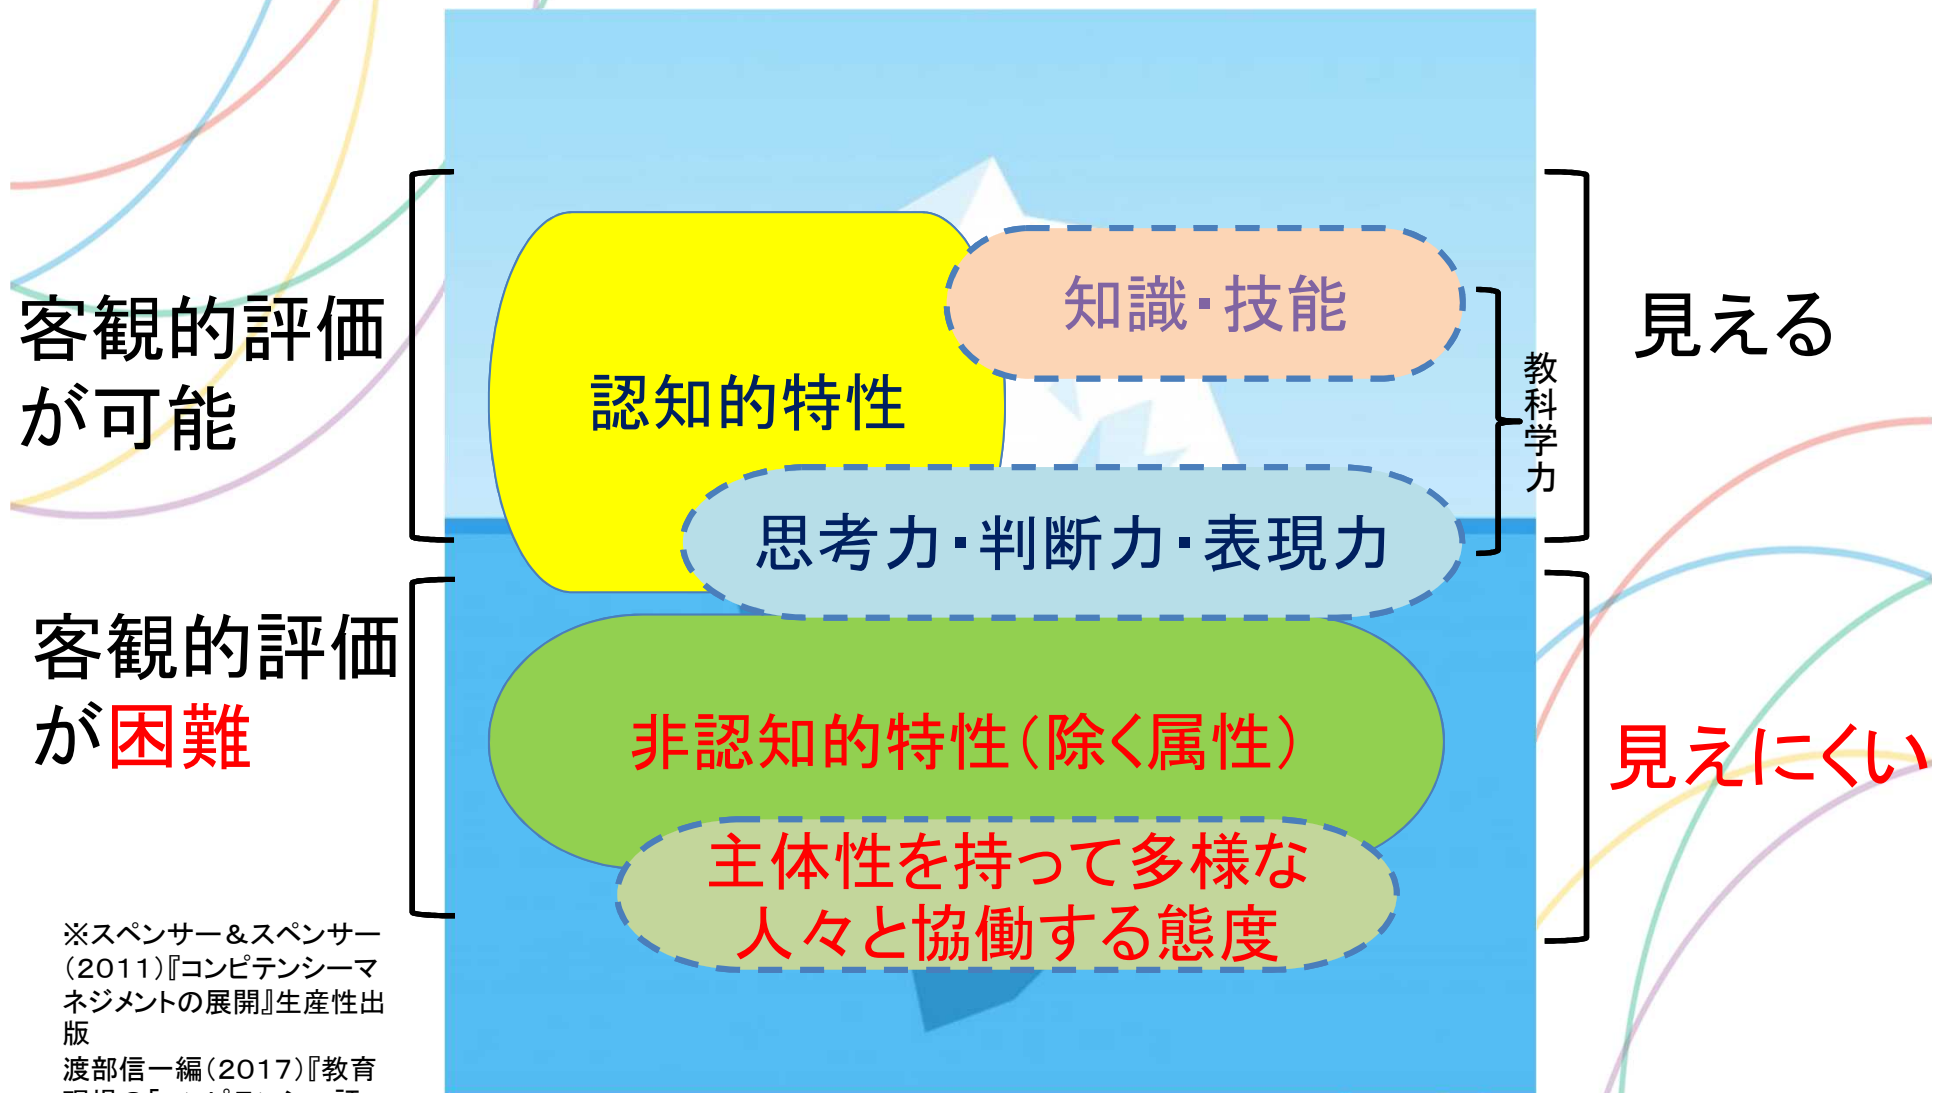 客観的評価
が可能
客観的評価
が困難
認知的特性
知識・技能
思考力・判断力・表現力
教科学力
非認知的特性（除く属性）
主体性を持って多様な
人々と協働する態度
見える
見えにくい
※スペンサー＆スペンサー
（2011）『コンピテンシーマ
ネジメントの展開』生産性出
版
渡部信一編（2017）『教育